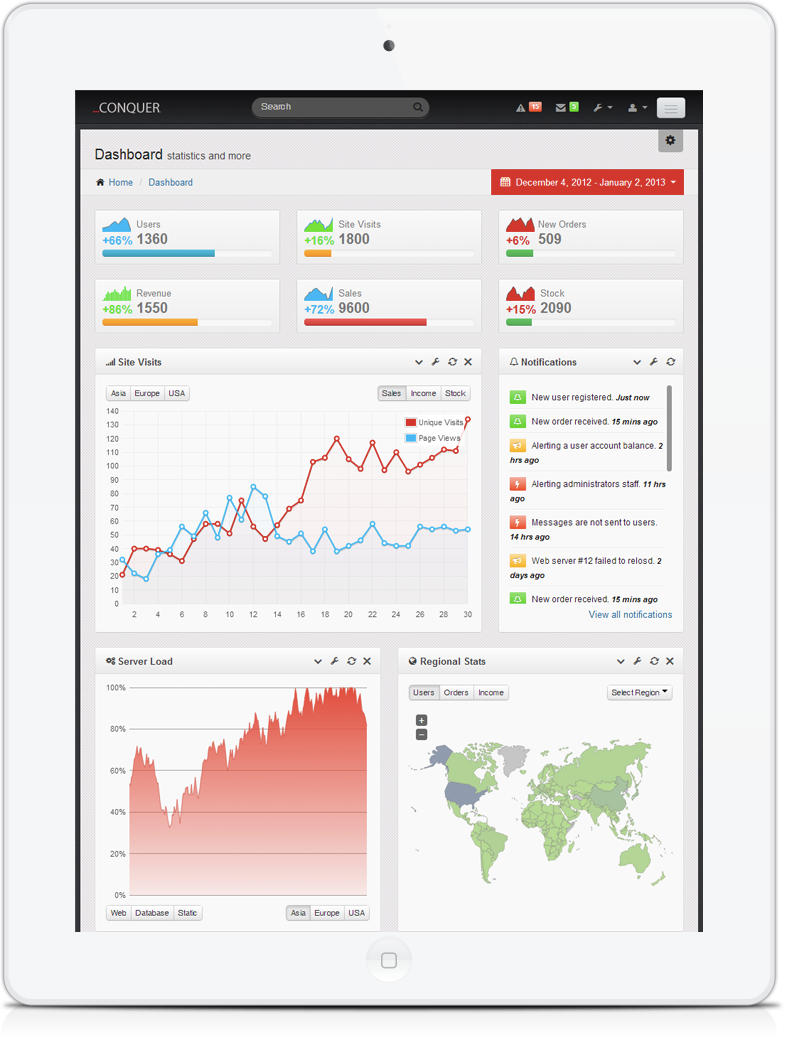 ...CONQUER
Search
15
5
Dashboard statistics and more
Home / Dashboard
December 4, 2012 - January 2, 2013
Users
+66% 1360
Site Visits
+16% 1800
New Orders
+6% 509
Revenue
+86% 1550
Sales
+72% 9600
Stock
+15% 2090
Site Visits
Asia Europe USA
Sales Income Stock
Unique Visits
Page Views
140
130
120
110
100
90
80
70
60
50
40
30
20
10
0
2 4 6 8 10 12 14 16 18 20 22 24 26 28 30
Notifications
New user registered. Just now
New order received. 15 mins ago
Alerting a user account balance. 2
hrs ago
Alerting administrators staff. 11 hrs
ago
Messages are not sent to users.
14 hrs ago
Web server #12 failed to relosd. 2
days ago
New order received. 15 mins ago
View all notifications
Server Load
100%
80%
60%
40%
20%
0%
Web Database Static
Asia Europe USA
Regional Stats
Users Orders Income
Select Region
+
−